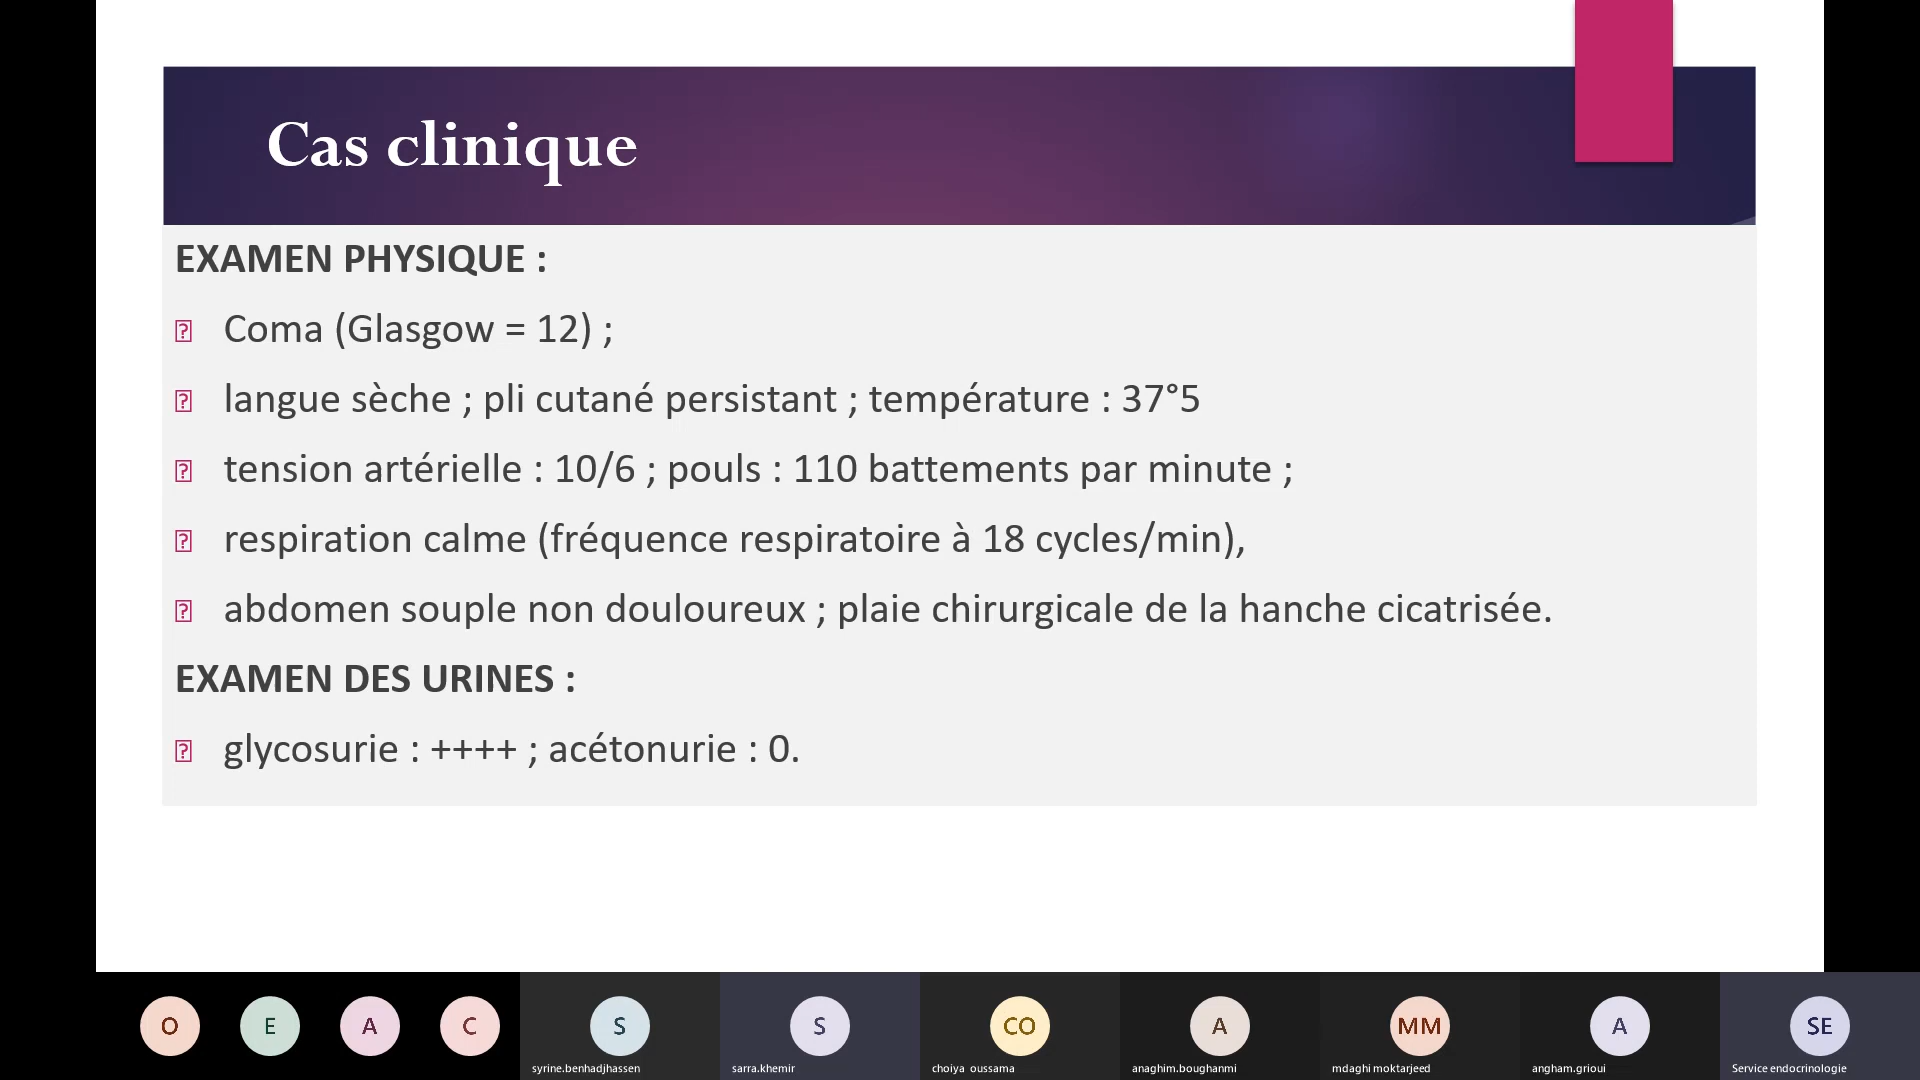 Cas clinique
EXAMEN PHYSIQUE :
Coma (Glasgow = 12) ;
langue sèche ; pli cutané persistant ; température : 37°5
tension artérielle : 10/6 ; pouls : 110 battements par minute ;
respiration calme (fréquence respiratoire à 18 cycles/min),
abdomen souple non douloureux ; plaie chirurgicale de la hanche cicatrisée.
EXAMEN DES URINES :
glycosurie : ++++ ; acétonurie : 0.
O E A C S S CO A MM A SE
syrine.benhadjhassen sarra.khemir choiya oussama anaghim.boughanmi mdaghi moktarjeed angham.grioui Service endocrinologie